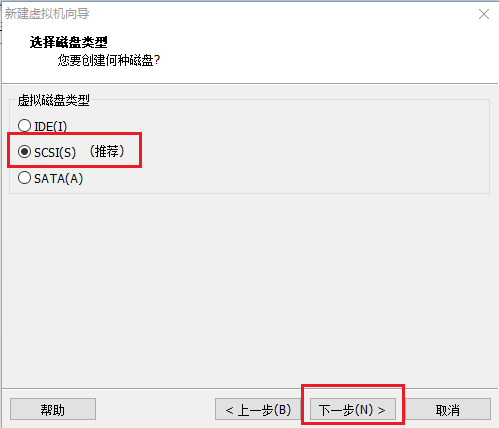 新建虚拟机向导
选择磁盘类型
您要创建何种磁盘?
虚拟磁盘类型
IDE(I)
SCSI(S) （推荐）
SATA(A)
帮助 < 上一步(B) 下一步(N) > 取消